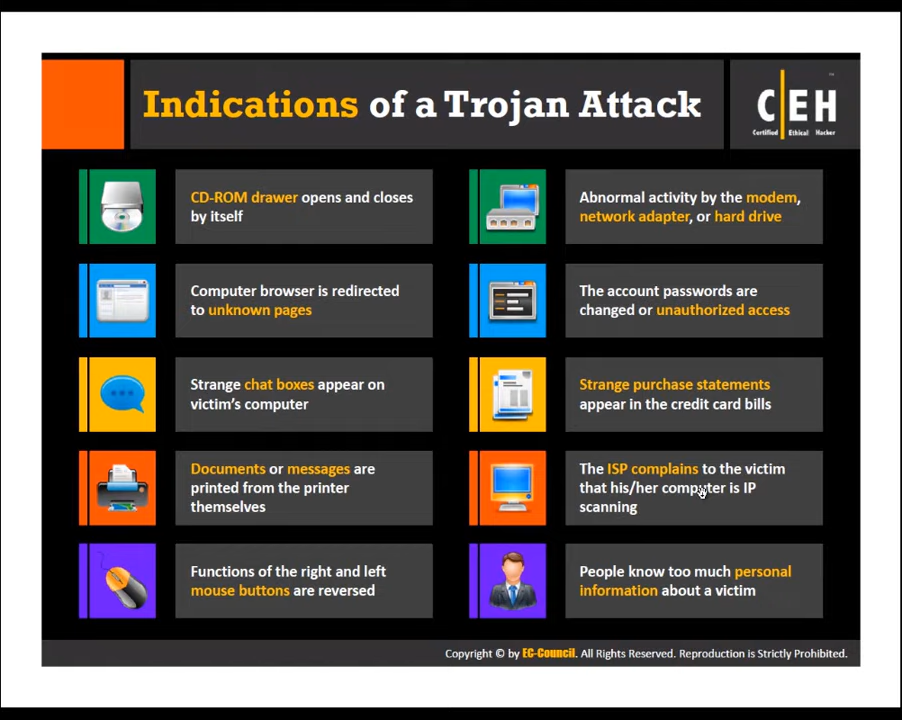 Indications of a Trojan Attack
CEH
Certified Ethical Hacker
CD-ROM drawer opens and closes
by itself
Abnormal activity by the modem,
network adapter, or hard drive
Computer browser is redirected
to unknown pages
The account passwords are
changed or unauthorized access
Strange chat boxes appear on
victim's computer
Strange purchase statements
appear in the credit card bills
Documents or messages are
printed from the printer
themselves
The ISP complains to the victim
that his/her computer is IP
scanning
Functions of the right and left
mouse buttons are reversed
People know too much personal
information about a victim
Copyright © by EC-Council. All Rights Reserved. Reproduction is Strictly Prohibited.